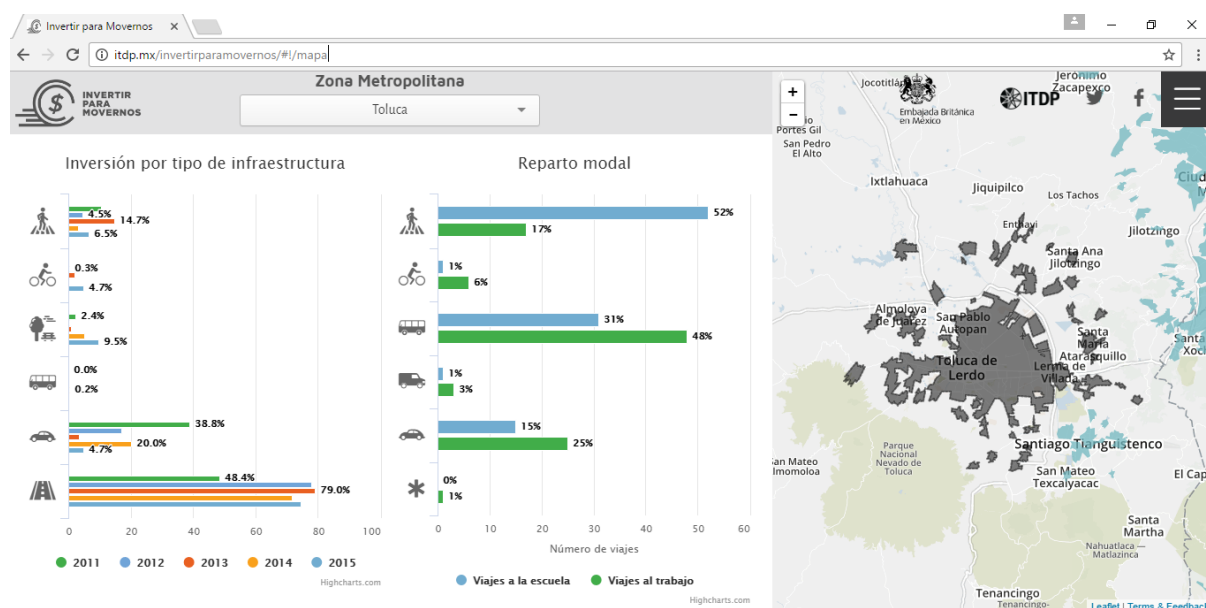 Invertir para Movernos
itdp.mx/invertirparamovernos/#!/mapa
INVERTIR
PARA
MOVERNOS
Zona Metropolitana
Toluca
Inversión por tipo de infraestructura
4.5%
14.7%
6.5%
0.3%
4.7%
2.4%
9.5%
0.0%
0.2%
38.8%
20.0%
4.7%
48.4%
79.0%
0 20 40 60 80 100
2011 2012 2013 2014 2015
Highcharts.com
Reparto modal
52%
17%
1%
6%
31%
48%
1%
3%
15%
25%
0%
1%
0 10 20 30 40 50 60
Número de viajes
Viajes a la escuela Viajes al trabajo
Highcharts.com
+
-
Embajada Británica
en México
ITDP
Jerónimo
Zacapexco
Portes Gil
San Pedro
El Alto
Ixtlahuaca
Jiquipilco
Los Tachos
Jilotzingo
Santa Ana
Jilotzingo
Almoloya
de Juárez
San Pablo
Autopan
Santa
María
Atarasquillo
Toluca de
Lerdo
Lerma de
Villada
Parque
Nacional
Nevado de
Toluca
Santiago Tianguistenco
San Mateo
Texcalyacac
San Mateo
Santa
Martha
Nahuatlaca —
Matlazinca
Tenancingo
Tenancingo-
Leaflet | Terms & Feedback